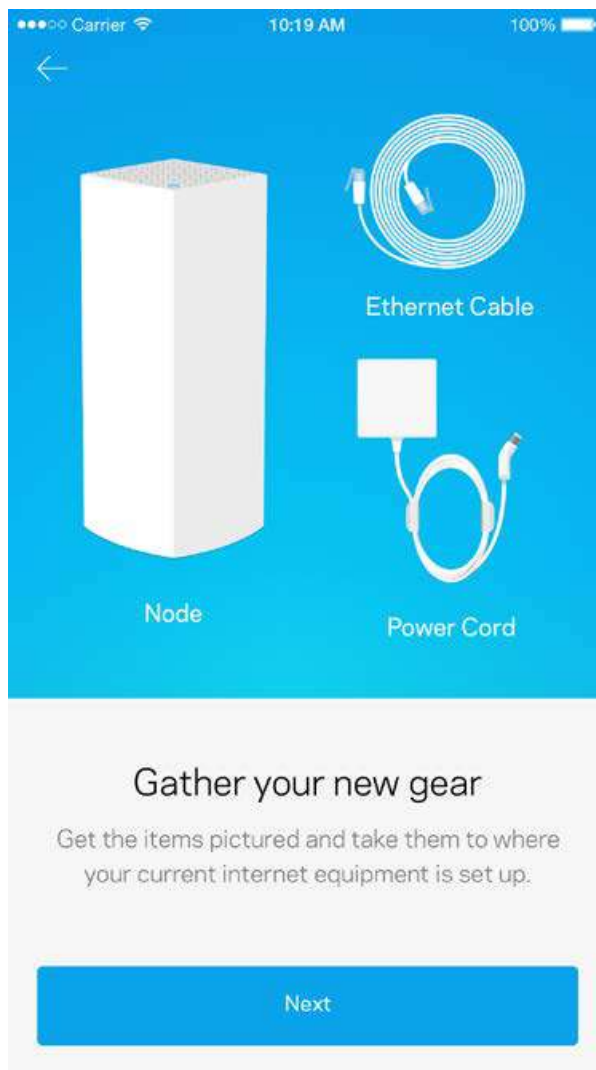 Carrier 10:19 AM 100%
Ethernet Cable
Node
Power Cord
Gather your new gear
Get the items pictured and take them to where
your current internet equipment is set up.
Next